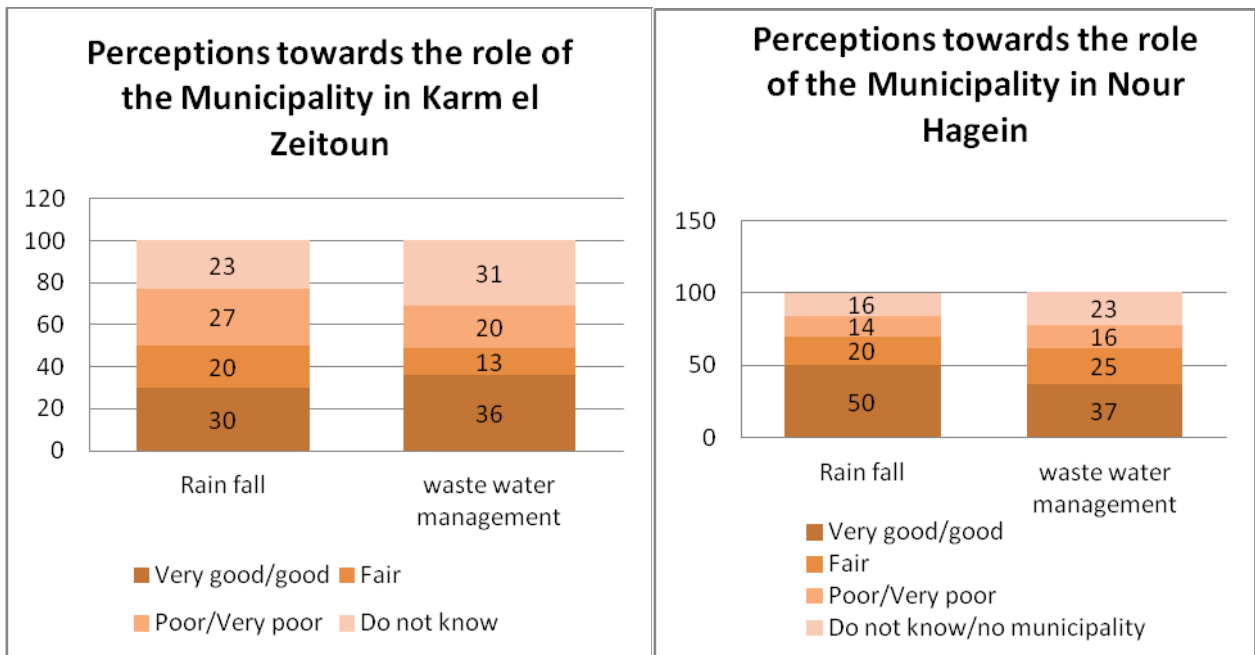 Perceptions towards the role of
the Municipality in Karm el
Zeitoun
120
100
80
60
40
20
0
23
31
27
20
20
13
30
36
Rain fall
waste water
management
Very good/good
Fair
Poor/Very poor
Do not know
Perceptions towards the role
of the Municipality in Nour
Hagein
150
100
50
0
16
23
14
16
20
25
50
37
Rain fall
waste water
management
Very good/good
Fair
Poor/Very poor
Do not know/no municipality